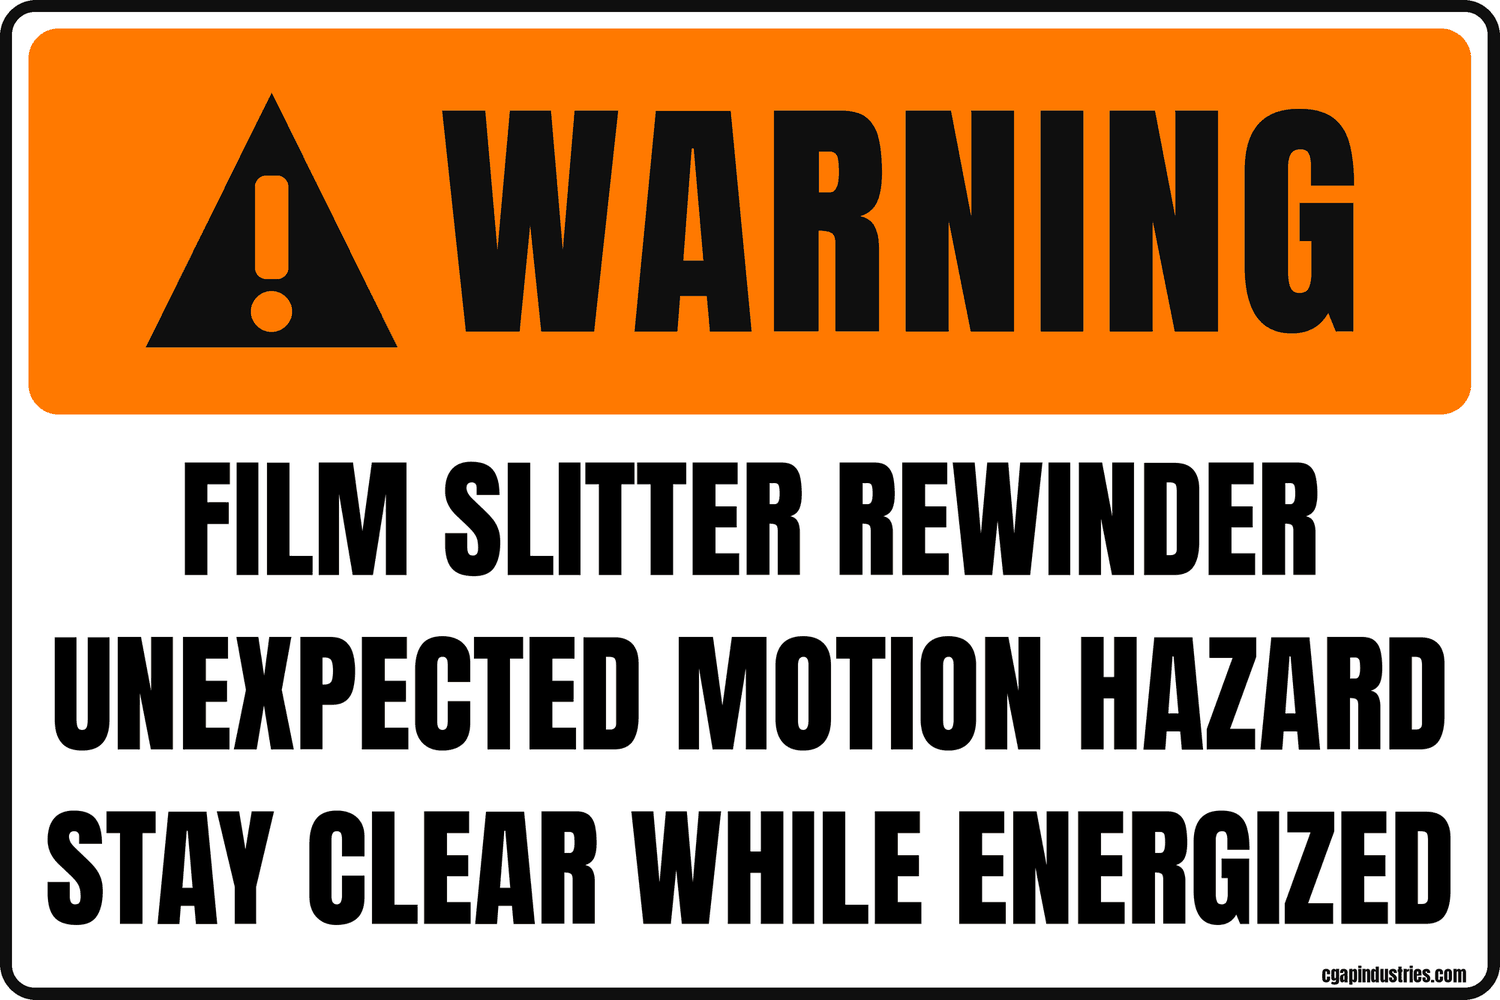 WARNING
FILM SLITTER REWINDER
UNEXPECTED MOTION HAZARD
STAY CLEAR WHILE ENERGIZED
cgapindustries.com